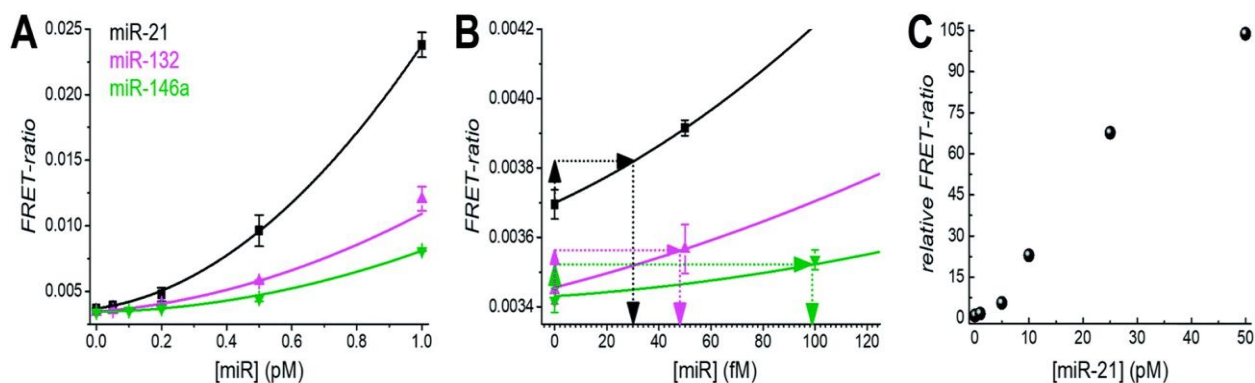 A
miR-21
miR-132
miR-146a
FRET-ratio
0.025
0.020
0.015
0.010
0.005
0.0 0.2 0.4 0.6 0.8 1.0
[miR] (pM)
B
FRET-ratio
0.0042
0.0040
0.0038
0.0036
0.0034
0 20 40 60 80 100 120
[miR] (fM)
C
relative FRET-ratio
105
90
75
60
45
30
15
0
0 10 20 30 40 50
[miR-21] (pM)